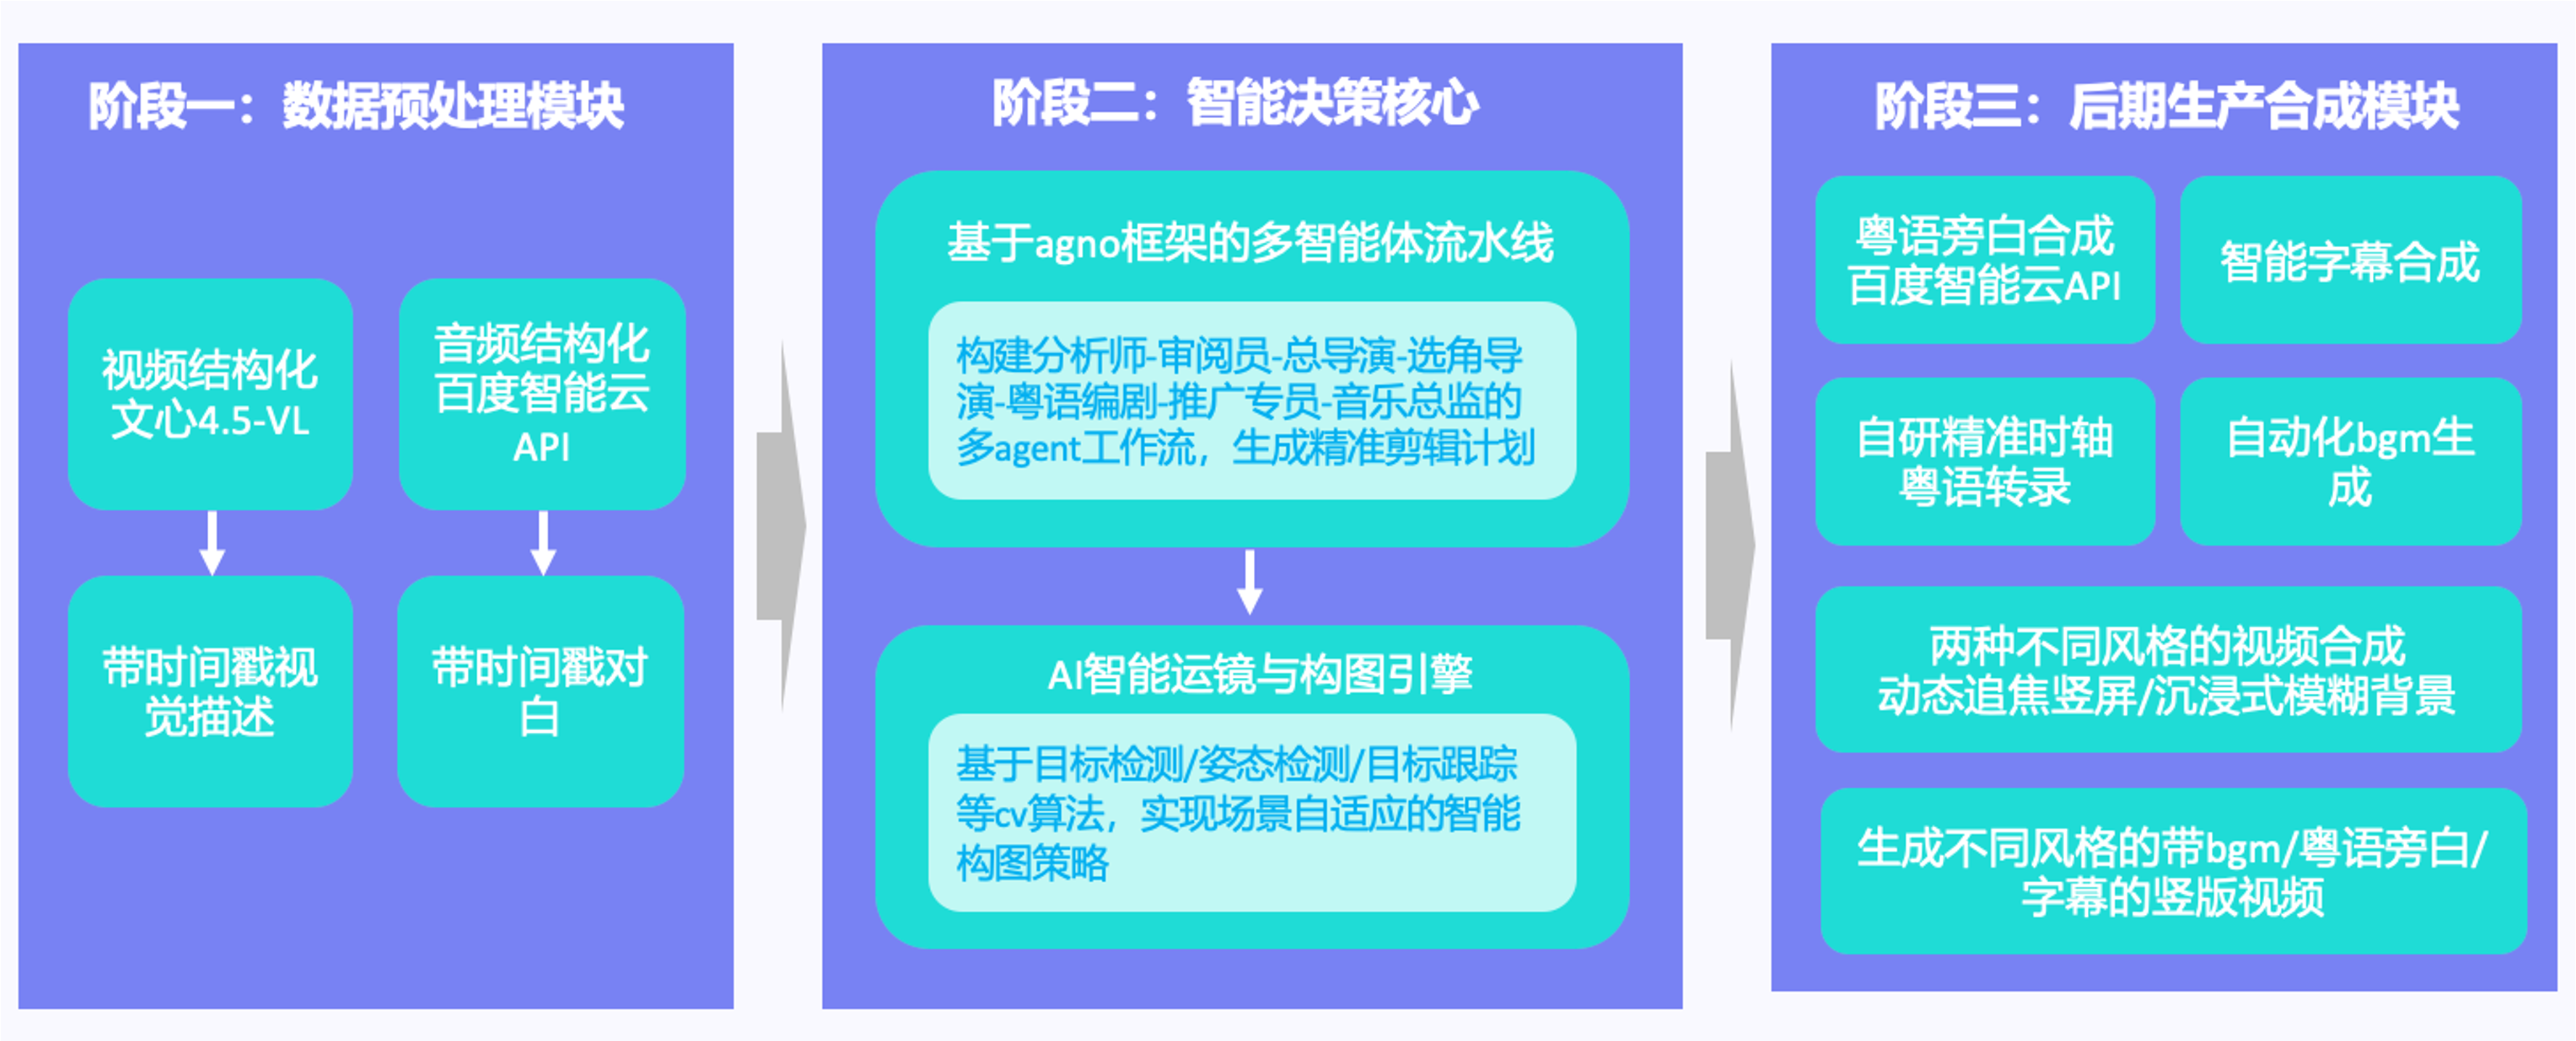 阶段一：数据预处理模块
视频结构化
文心4.5-VL
音频结构化
百度智能云
API
带时间戳视
觉描述
带时间戳对
白
阶段二：智能决策核心
基于agno框架的多智能体流水线
构建分析师-审阅员-总导演-选角导
演-粤语编剧-推广专员-音乐总监的
多agent工作流，生成精准剪辑计划
AI智能运镜与构图引擎
基于目标检测/姿态检测/目标跟踪
等cv算法，实现场景自适应的智能
构图策略
阶段三：后期生产合成模块
粤语旁白合成
百度智能云API
智能字幕合成
自研精准时轴
粤语转录
自动化bgm生
成
两种不同风格的视频合成
动态追焦竖屏/沉浸式模糊背景
生成不同风格的带bgm/粤语旁白/
字幕的竖版视频